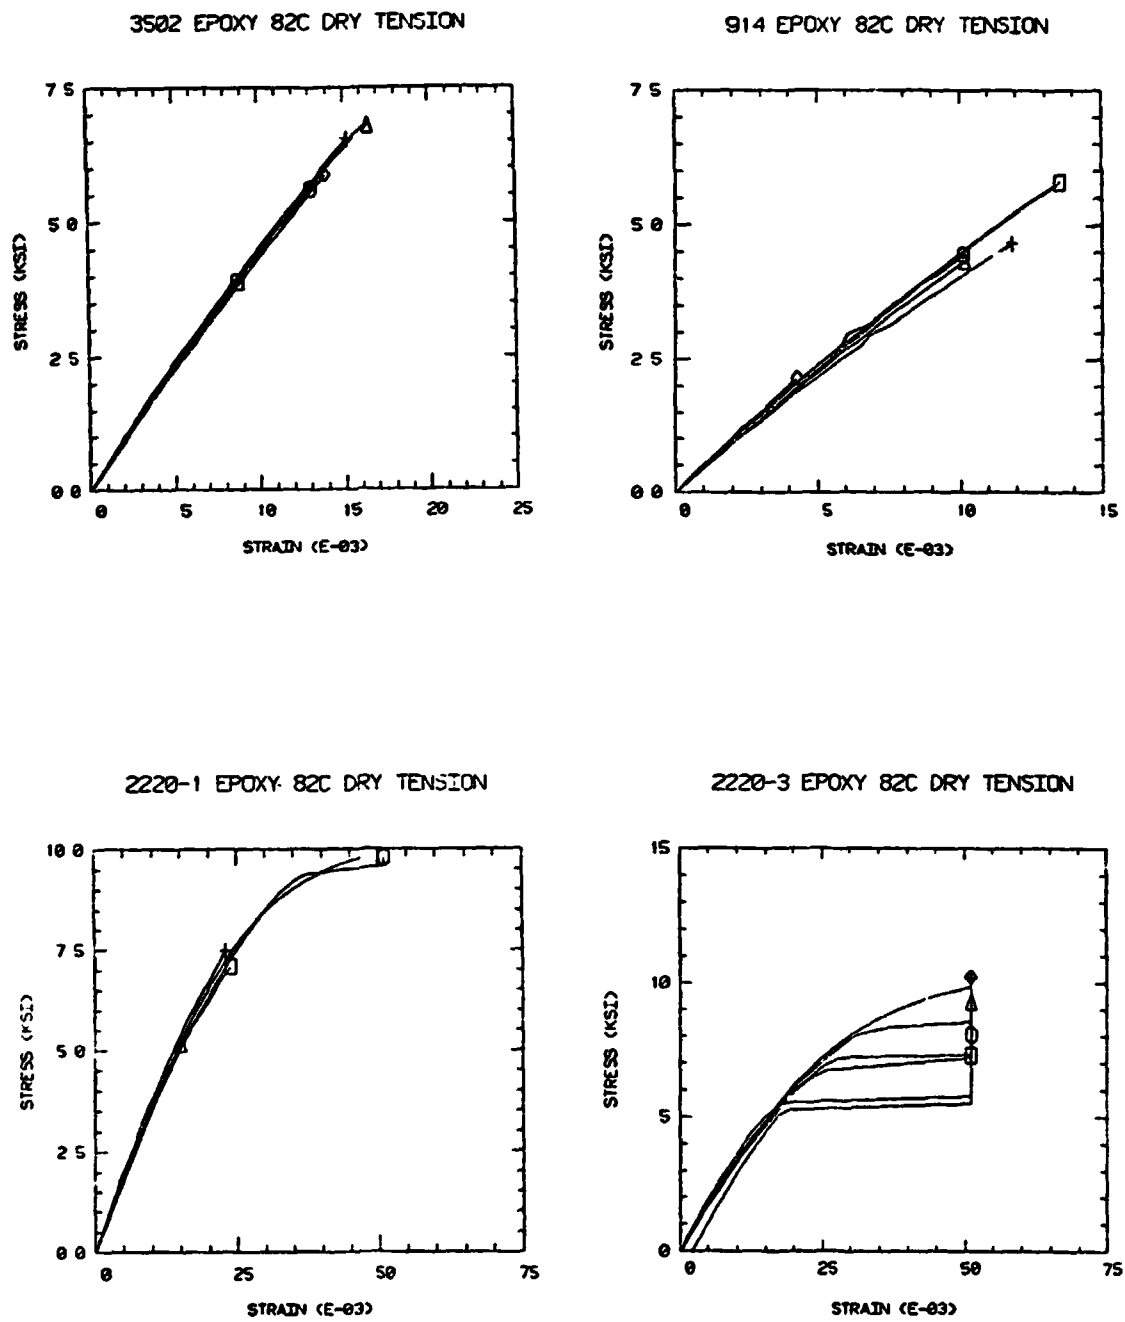 3502 EPOXY 82C DRY TENSION
7 5
5 0
2 5
0 0
STRESS (KSI)
0 5 10 15 20 25
STRAIN (E-03)
914 EPOXY 82C DRY TENSION
7 5
5 0
2 5
0 0
STRESS (KSI)
0 5 10 15
STRAIN (E-03)
2220-1 EPOXY 82C DRY TENSION
10 0
7 5
5 0
2 5
0 0
STRESS (KSI)
0 25 50 75
STRAIN (E-03)
2220-3 EPOXY 82C DRY TENSION
15
10
5
0
STRESS (KSI)
0 25 50 75
STRAIN (E-03)